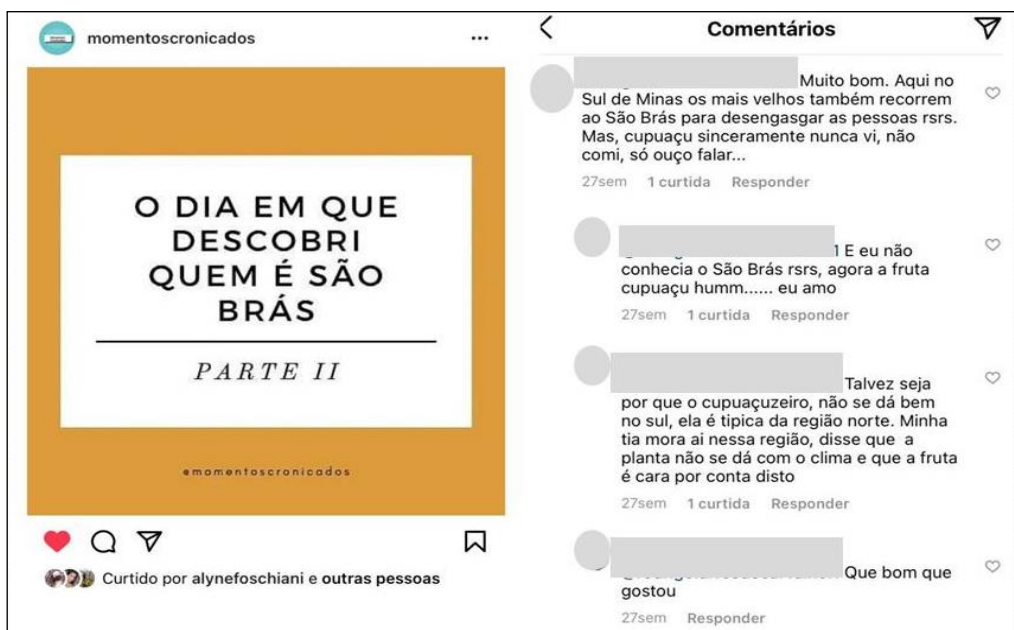 momentoscronicados
...
O DIA EM QUE
DESCOBRI
QUEM É SÃO
BRÁS
PARTE II
@momentoscronicados
Curtido por alynefoschiani e outras pessoas
Comentários
Muito bom. Aqui no
Sul de Minas os mais velhos também recorrem
ao São Brás para desengasgar as pessoas rsrs.
Mas, cupuaçu sinceramente nunca vi, não
comi, só ouço falar...
27sem 1 curtida Responder
E eu não
conhecia o São Brás rsrs, agora a fruta
cupuaçu humm...... eu amo
27sem 1 curtida Responder
Talvez seja
por que o cupuaçuzeiro, não se dá bem
no sul, ela é tipica da região norte. Minha
tia mora ai nessa região, disse que a
planta não se dá com o clima e que a fruta
é cara por conta disto
27sem 1 curtida Responder
Que bom que
gostou
27sem Responder